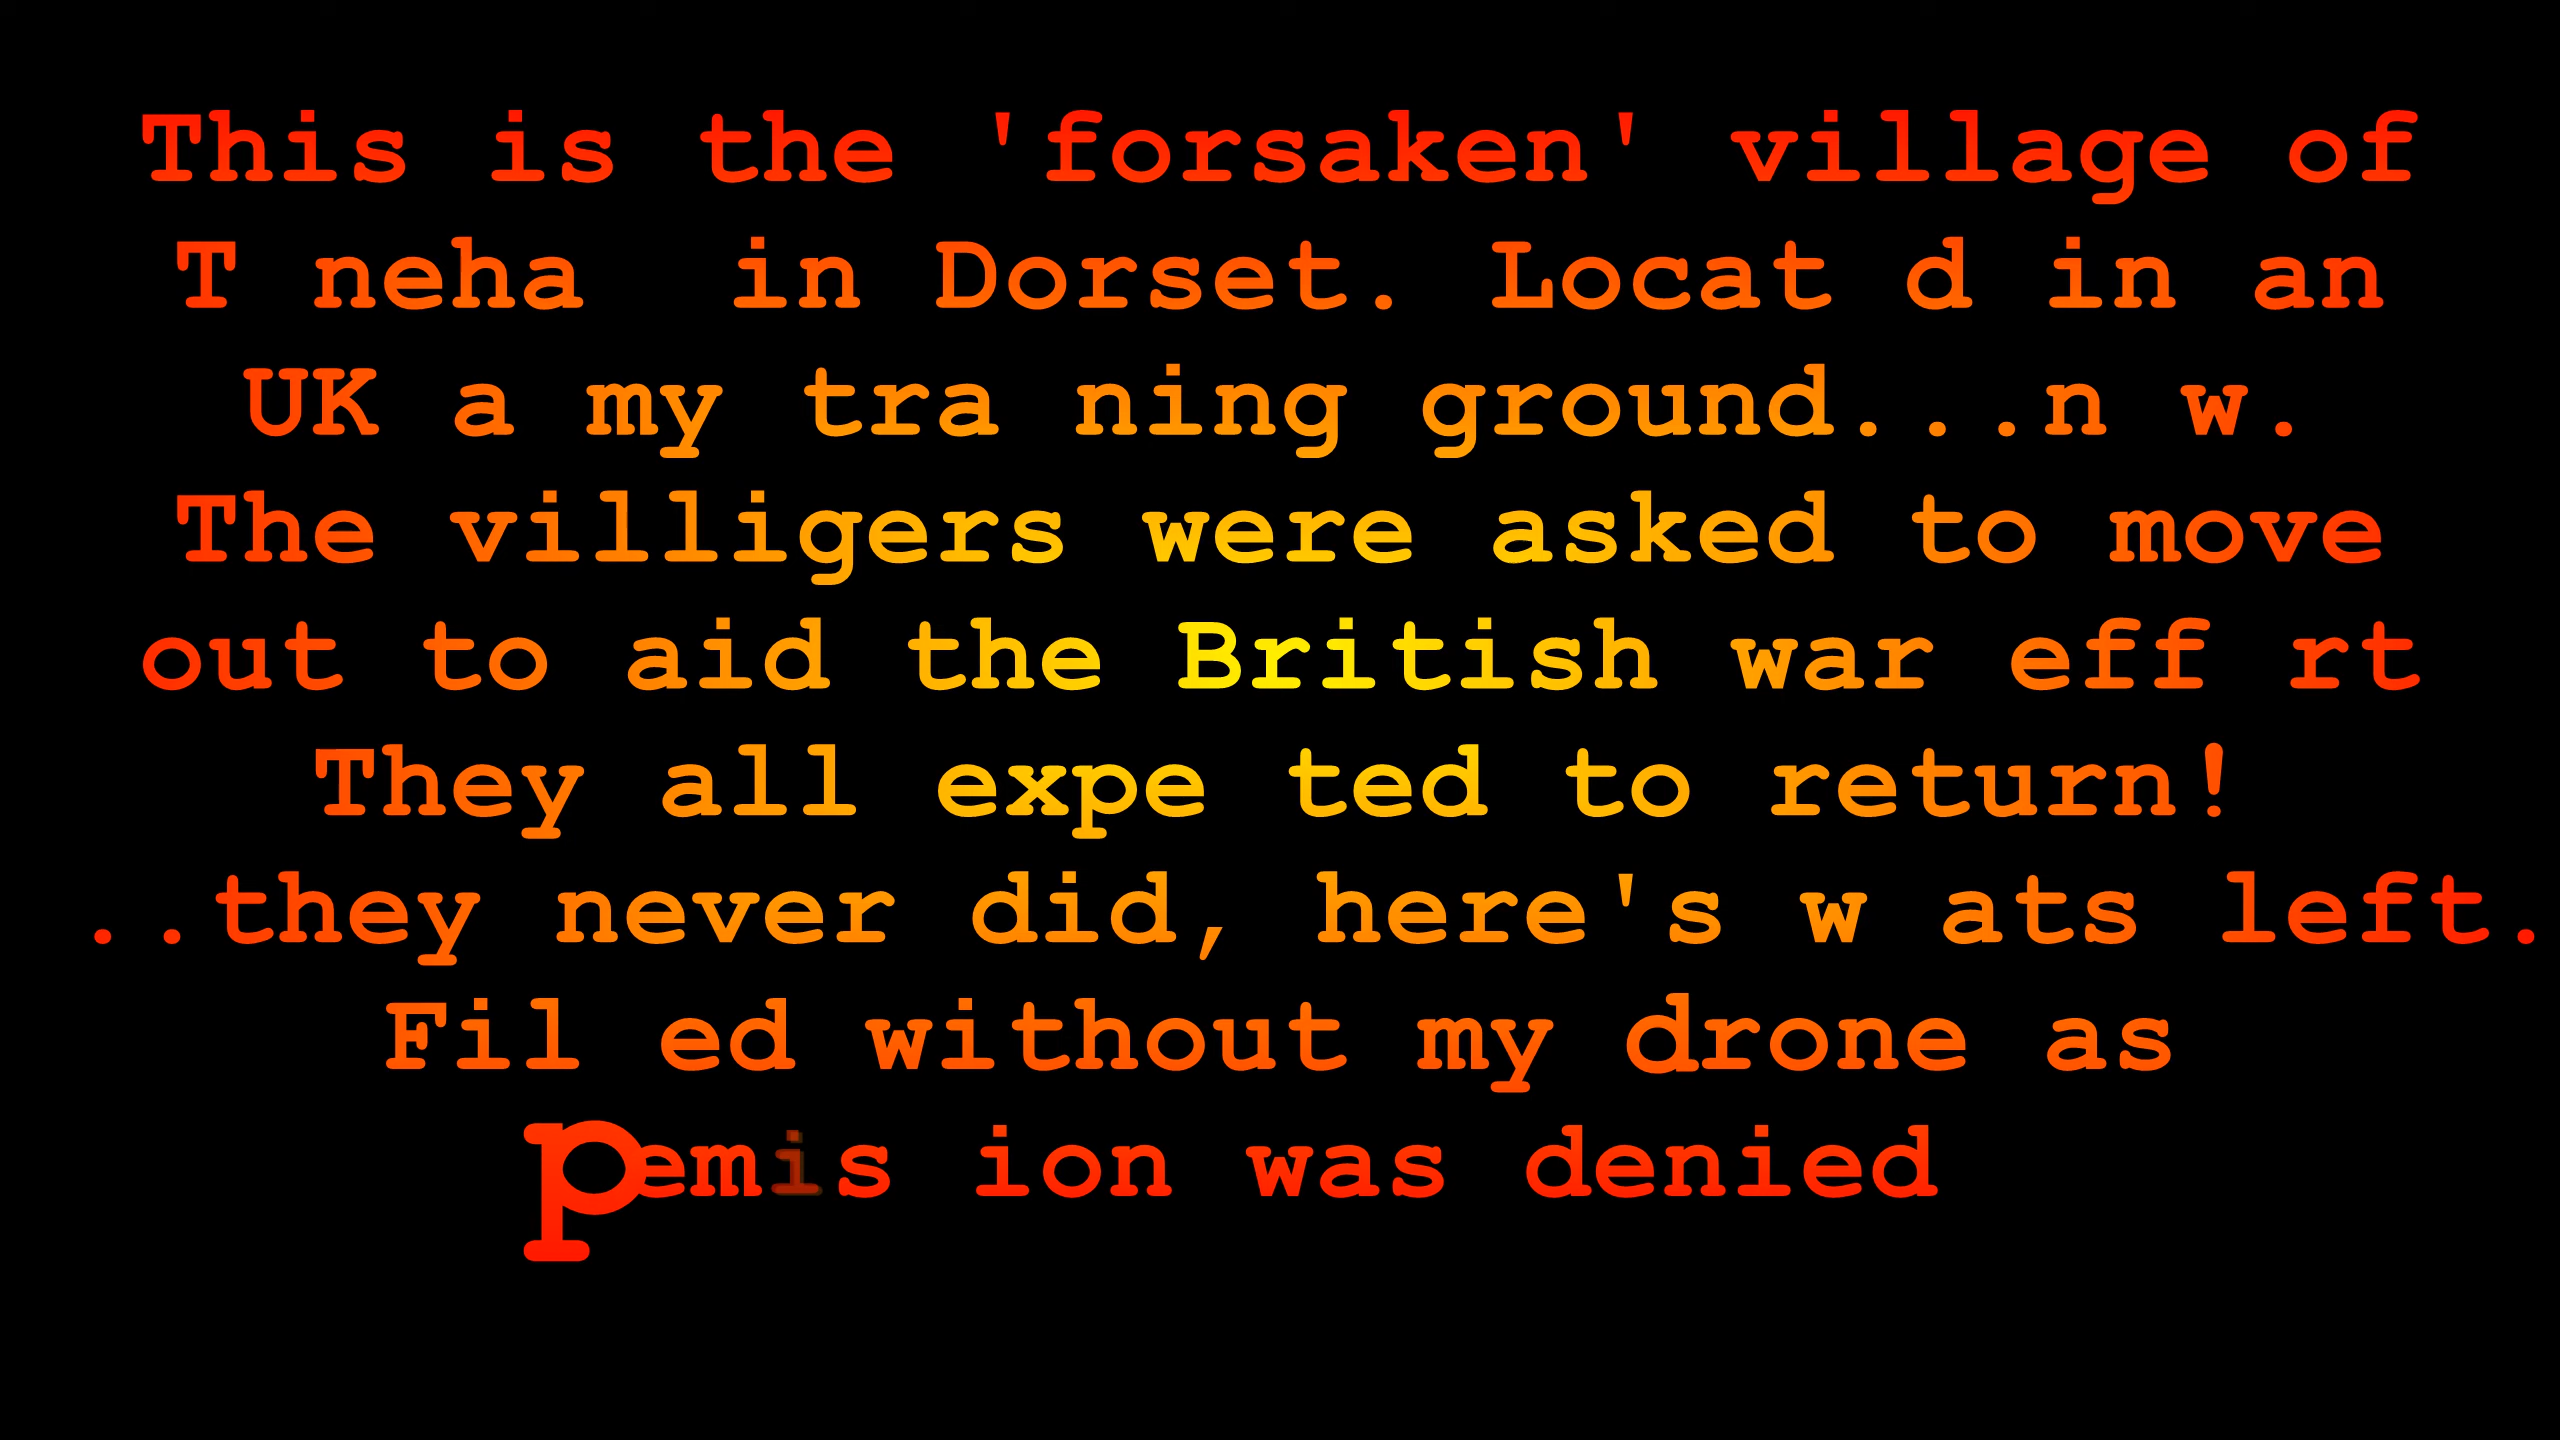 This is the 'forsaken' village of
T neha  in Dorset. Locat d in an
UK a my tra ning ground...n w.
The villigers were asked to move
out to aid the British war eff rt
They all expe ted to return!
..they never did, here's w ats left.
Fil ed without my drone as
pemis ion was denied